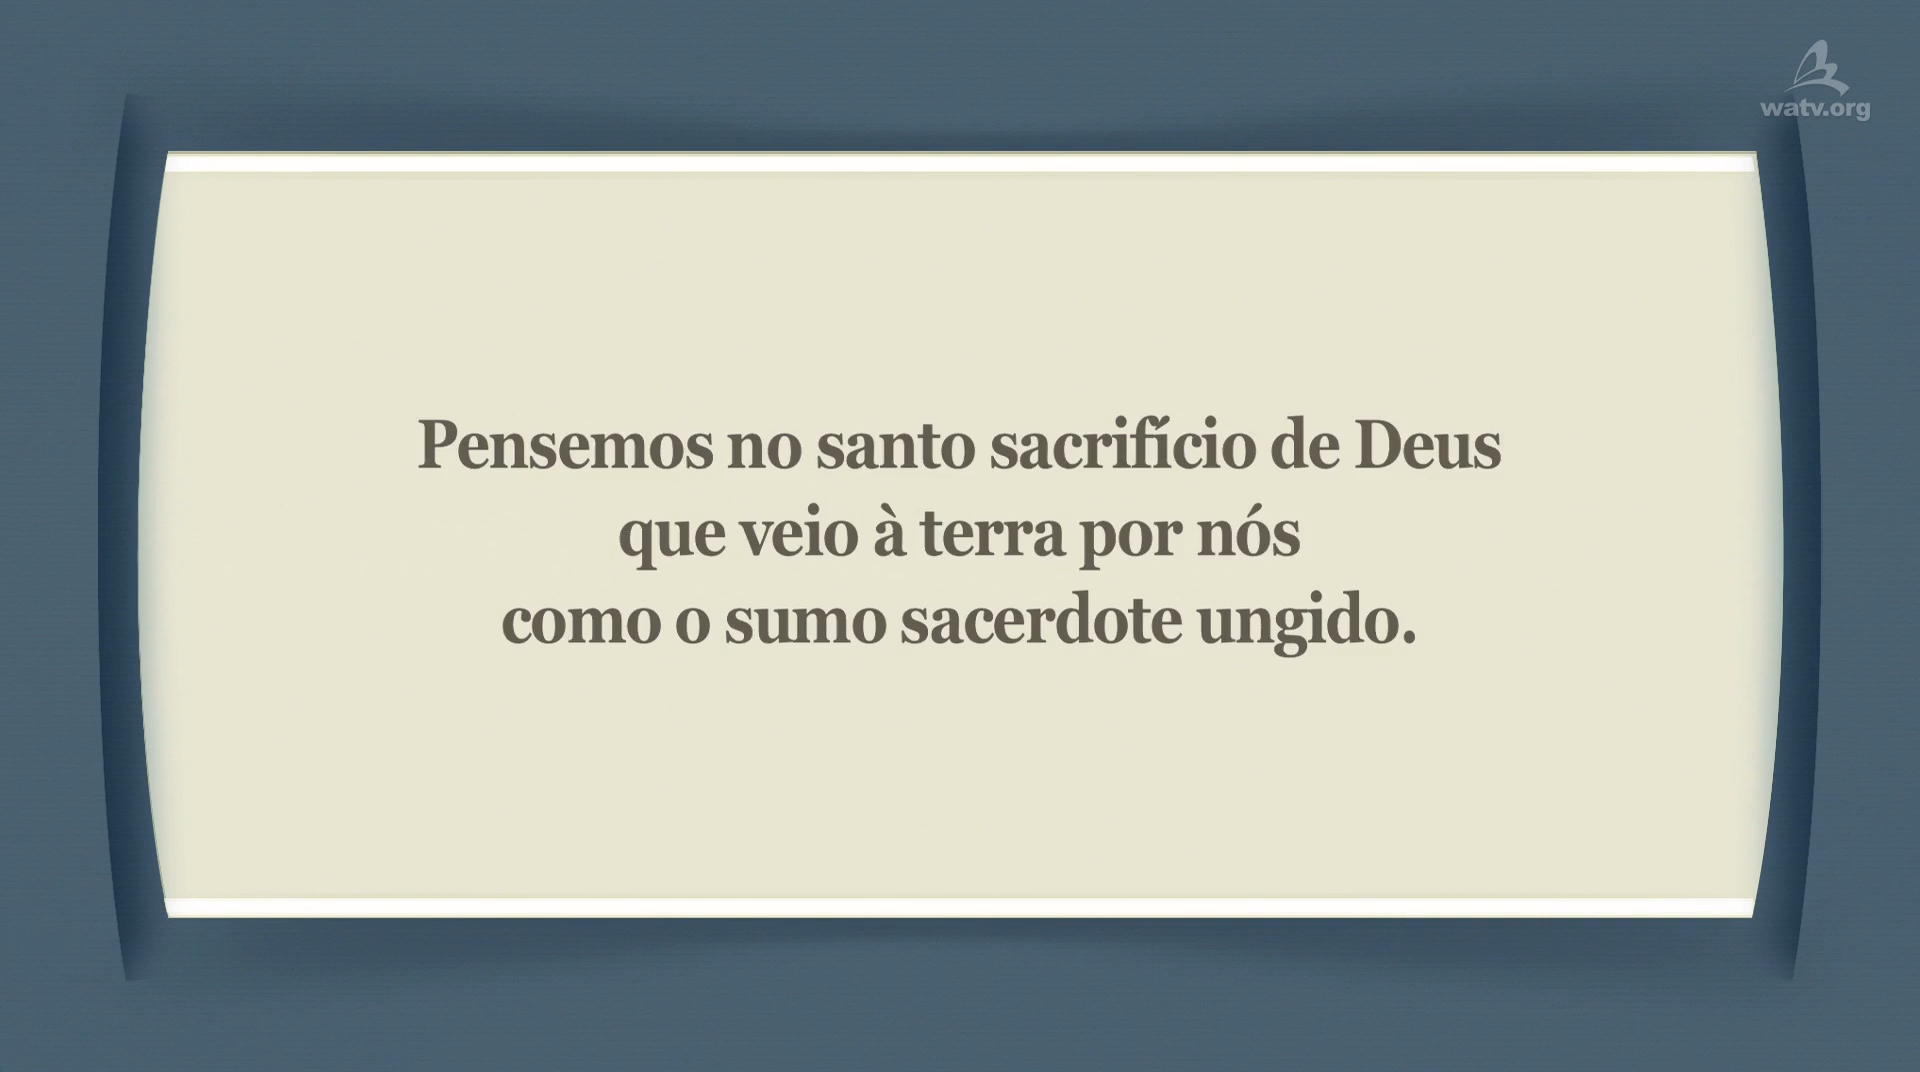 watv.org
Pensemos no santo sacrifício de Deus
que veio à terra por nós
como o sumo sacerdote ungido.